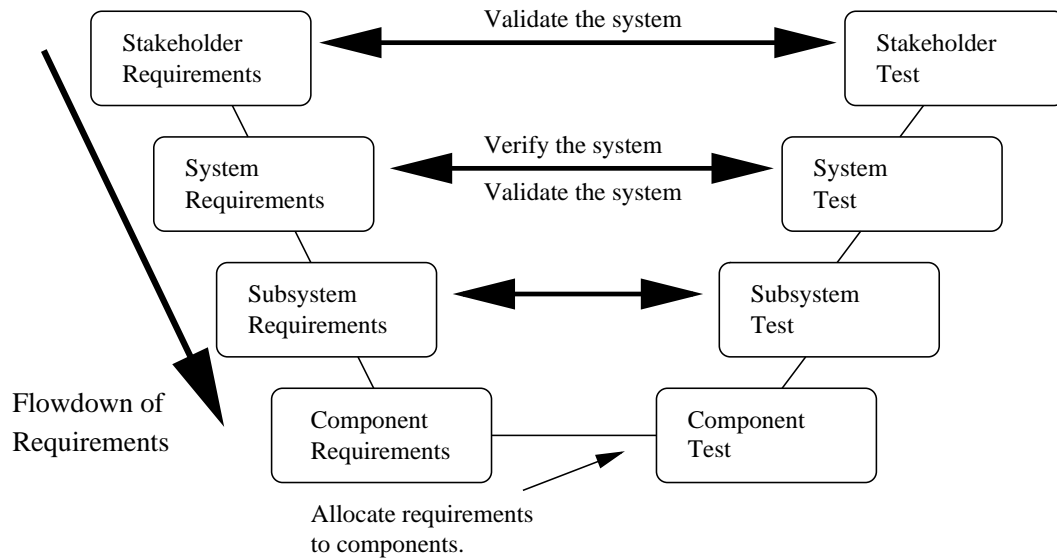 Validate the system
Stakeholder
Requirements
Stakeholder
Test
Verify the system
Validate the system
System
Requirements
System
Test
Subsystem
Requirements
Subsystem
Test
Flowdown of
Requirements
Component
Requirements
Component
Test
Allocate requirements
to components.